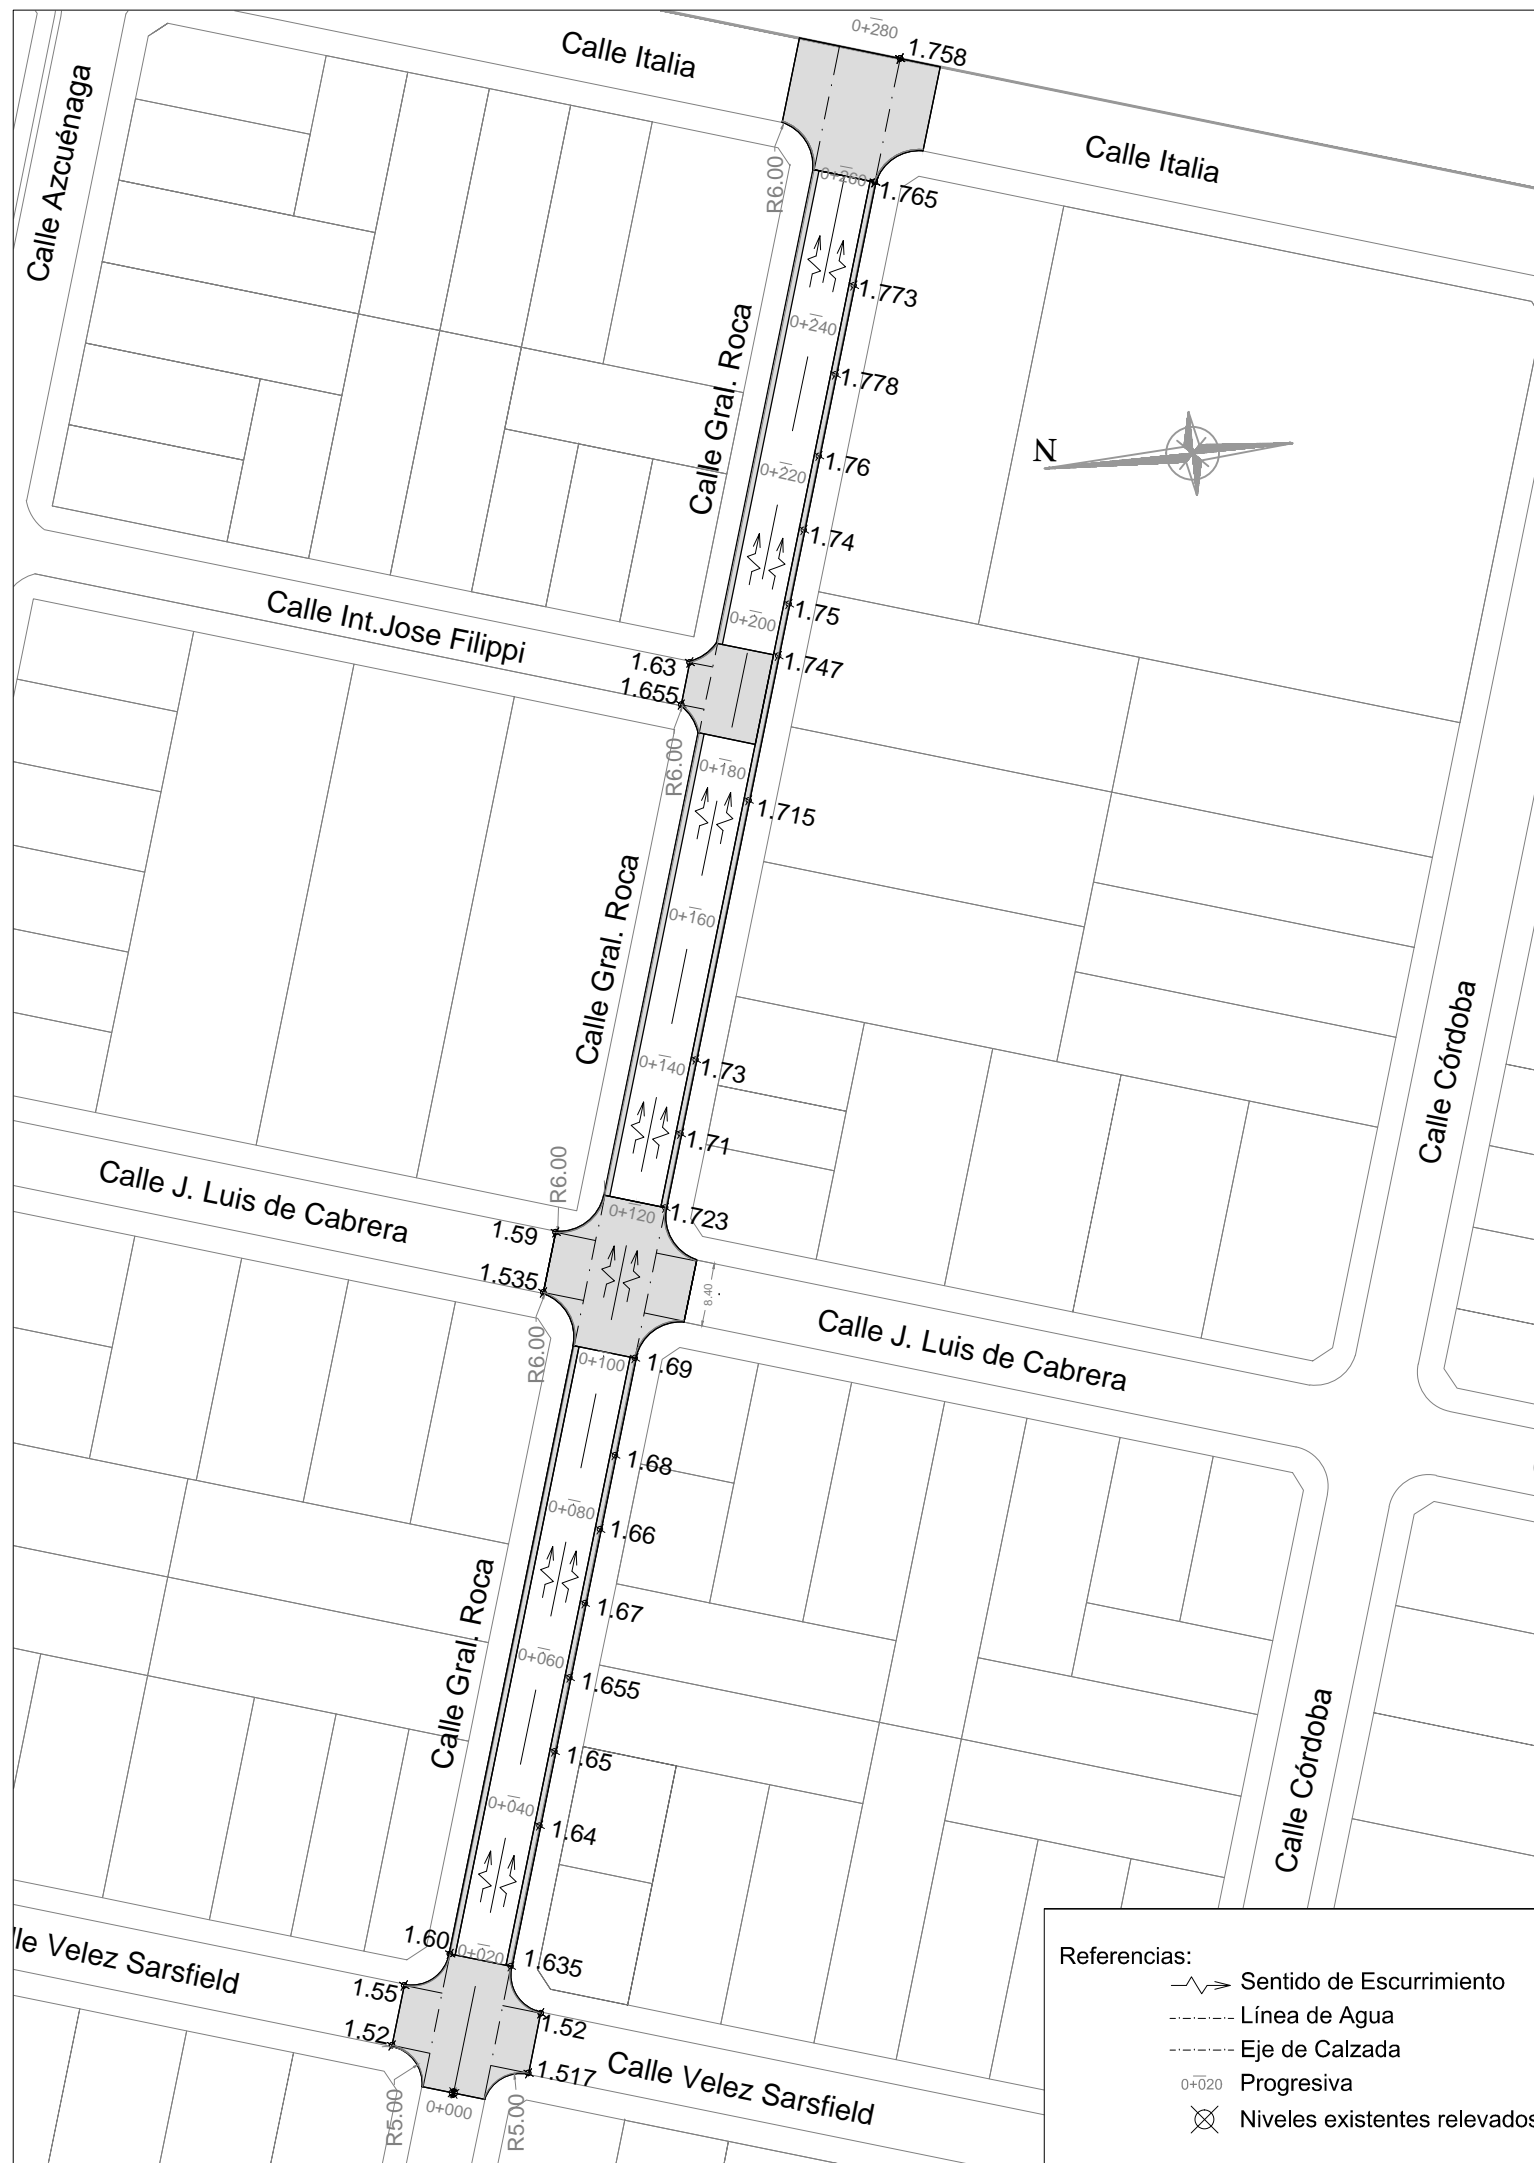 0+280
1.758
Calle Italia
Calle Italia
Calle Azcuénaga
R6.00
0+260
1.765
1.773
0+240
Calle Gral. Roca
1.778
N
1.76
0+220
1.74
1.75
0+200
Calle Int.Jose Filippi
1.63
1.747
1.655
R6.00
0+180
1.715
Calle Gral. Roca
0+160
Calle Córdoba
0+140
1.73
1.71
R6.00
Calle J. Luis de Cabrera
1.59
0+120
1.723
1.535
8.40
Calle J. Luis de Cabrera
R6.00
0+100
1.69
1.68
0+080
1.66
1.67
Calle Gral. Roca
0+060
1.655
1.65
Calle Córdoba
0+040
1.64
1.60
0+020
1.635
lle Velez Sarsfield
1.55
1.52
1.52
1.517
Calle Velez Sarsfield
R5.00
0+000
R5.00
Referencias:
Sentido de Escurrimiento
Línea de Agua
Eje de Calzada
0+020 Progresiva
Niveles existentes relevados